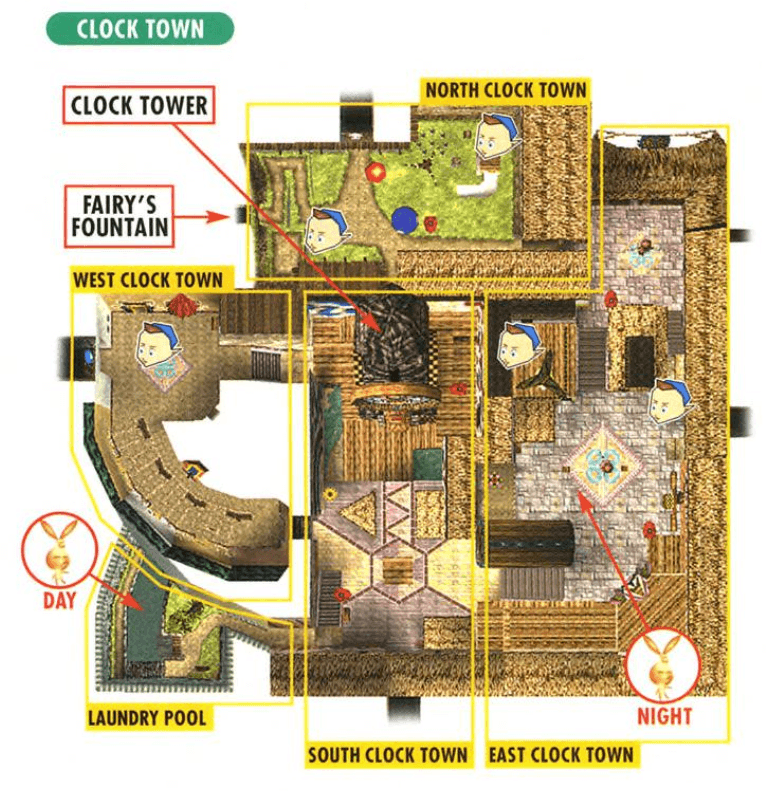 CLOCK TOWN
NORTH CLOCK TOWN
CLOCK TOWER
FAIRY'S
FOUNTAIN
WEST CLOCK TOWN
DAY
LAUNDRY POOL
NIGHT
SOUTH CLOCK TOWN
EAST CLOCK TOWN